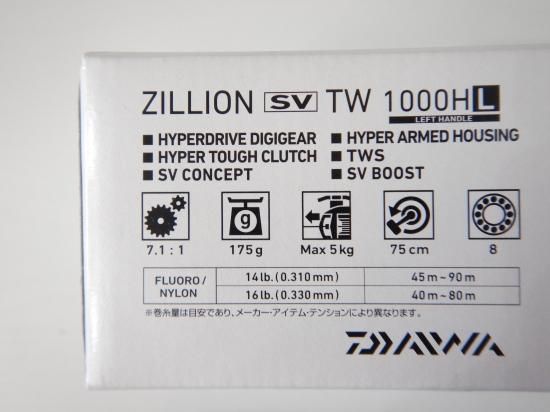 ZILLION SV TW 1000HL
LEFT HANDLE
■ HYPERDRIVE DIGIGEAR ■ HYPER ARMED HOUSING
■ HYPER TOUGH CLUTCH ■ TWS
■ SV CONCEPT ■ SV BOOST
g
7.1 : 1 175g Max 5kg 75cm 8
FLUORO/NYLON 14lb.(0.310mm) 45m~90m
16lb.(0.330mm) 40m~80m
※巻糸量は目安であり、メーカー・アイテム・テンションにより異なります。
DAIWA